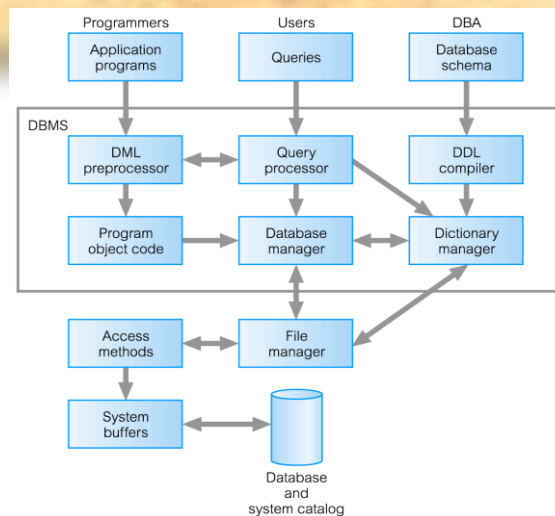 Programmers
Users
DBA
Application
programs
Queries
Database
schema
DBMS
DML
preprocessor
Query
processor
DDL
compiler
Program
object code
Database
manager
Dictionary
manager
Access
methods
File
manager
System
buffers
Database
and
system catalog